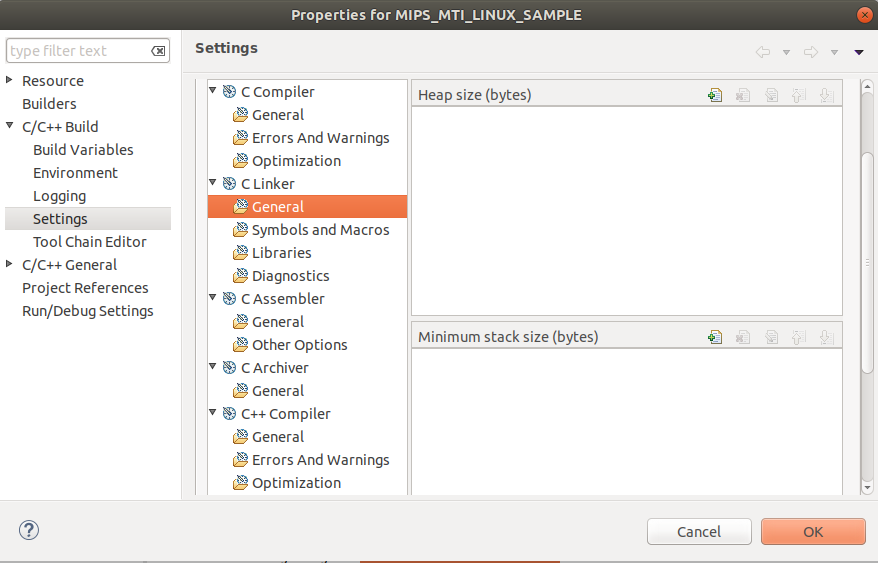 Properties for MIPS_MTI_LINUX_SAMPLE
type filter text
Resource
Builders
C/C++ Build
Build Variables
Environment
Logging
Settings
Tool Chain Editor
C/C++ General
Project References
Run/Debug Settings
Settings
C Compiler
General
Errors And Warnings
Optimization
C Linker
General
Symbols and Macros
Libraries
Diagnostics
C Assembler
General
Other Options
C Archiver
General
C++ Compiler
General
Errors And Warnings
Optimization
Heap size (bytes)
Minimum stack size (bytes)
?
Cancel
OK